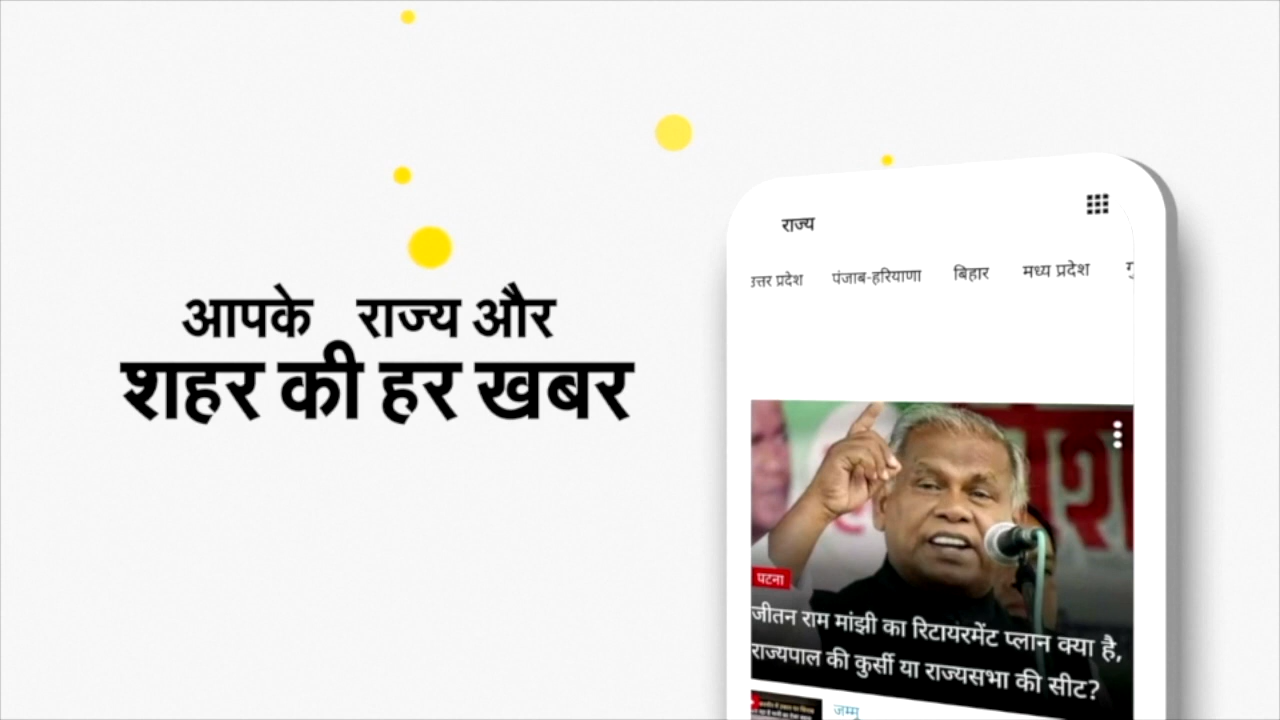 आपके राज्य और
शहर की हर खबर
राज्य
उत्तर प्रदेश पंजाब-हरियाणा बिहार मध्य प्रदेश
पटना
जीतन राम मांझी का रिटायरमेंट प्लान क्या है,
राज्यपाल की कुर्सी या राज्यसभा की सीट?
जम्मू